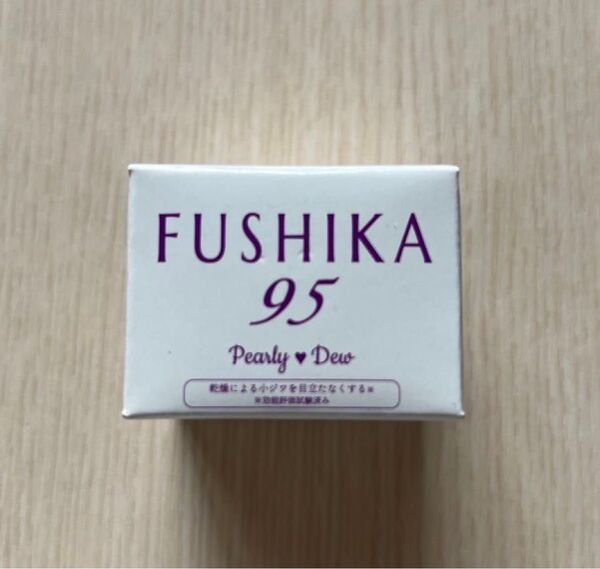 FUSHIKA
95
Pearly ♥ Dew
乾燥による小ジワを目立たなくする※
※効能評価試験済み